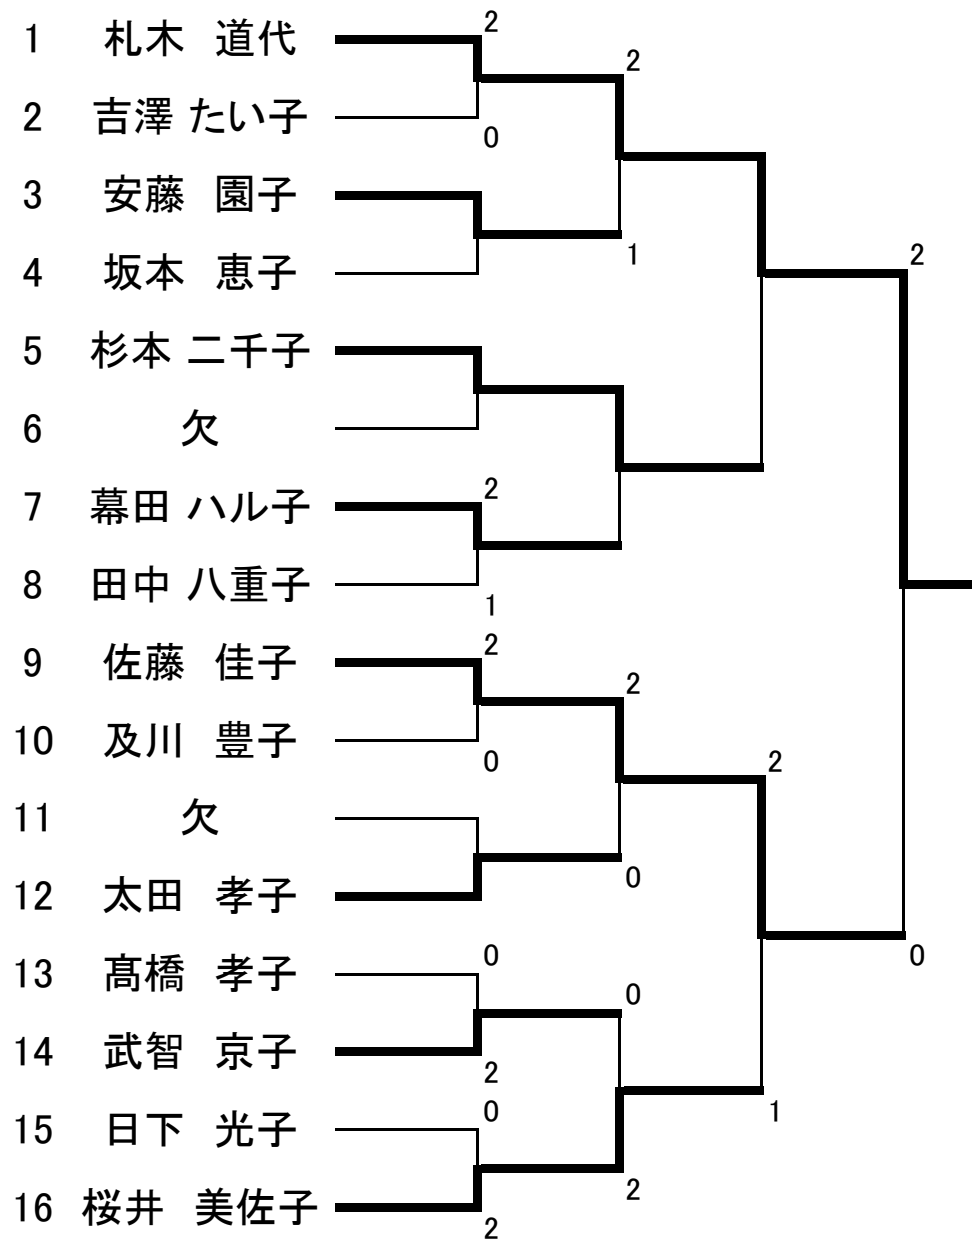 1 札木 道代 2
2
2 吉澤 たい子 0
3 安藤 園子
1 2
4 坂本 恵子
5 杉本 二千子
6 欠
7 幕田 ハル子 2
8 田中 八重子 1
9 佐藤 佳子 2
2
10 及川 豊子 0
2
11 欠
0
12 太田 孝子
0
13 髙橋 孝子 0
0
14 武智 京子 2
15 日下 光子 0
1
2
16 桜井 美佐子 2